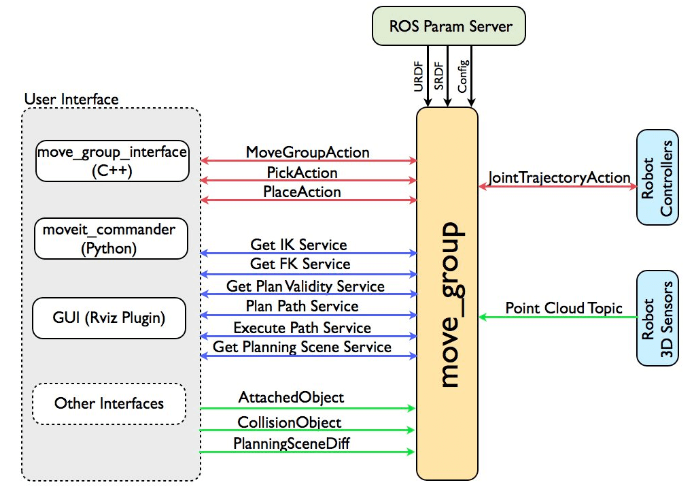 ROS Param Server
URDF
SRDF
Config
User Interface
move_group_interface
(C++)
moveit_commander
(Python)
GUI (Rviz Plugin)
Other Interfaces
MoveGroupAction
PickAction
PlaceAction
Get IK Service
Get FK Service
Get Plan Validity Service
Plan Path Service
Execute Path Service
Get Planning Scene Service
AttachedObject
CollisionObject
PlanningSceneDiff
move_group
JointTrajectoryAction
Robot
Controllers
Point Cloud Topic
Robot
3D Sensors